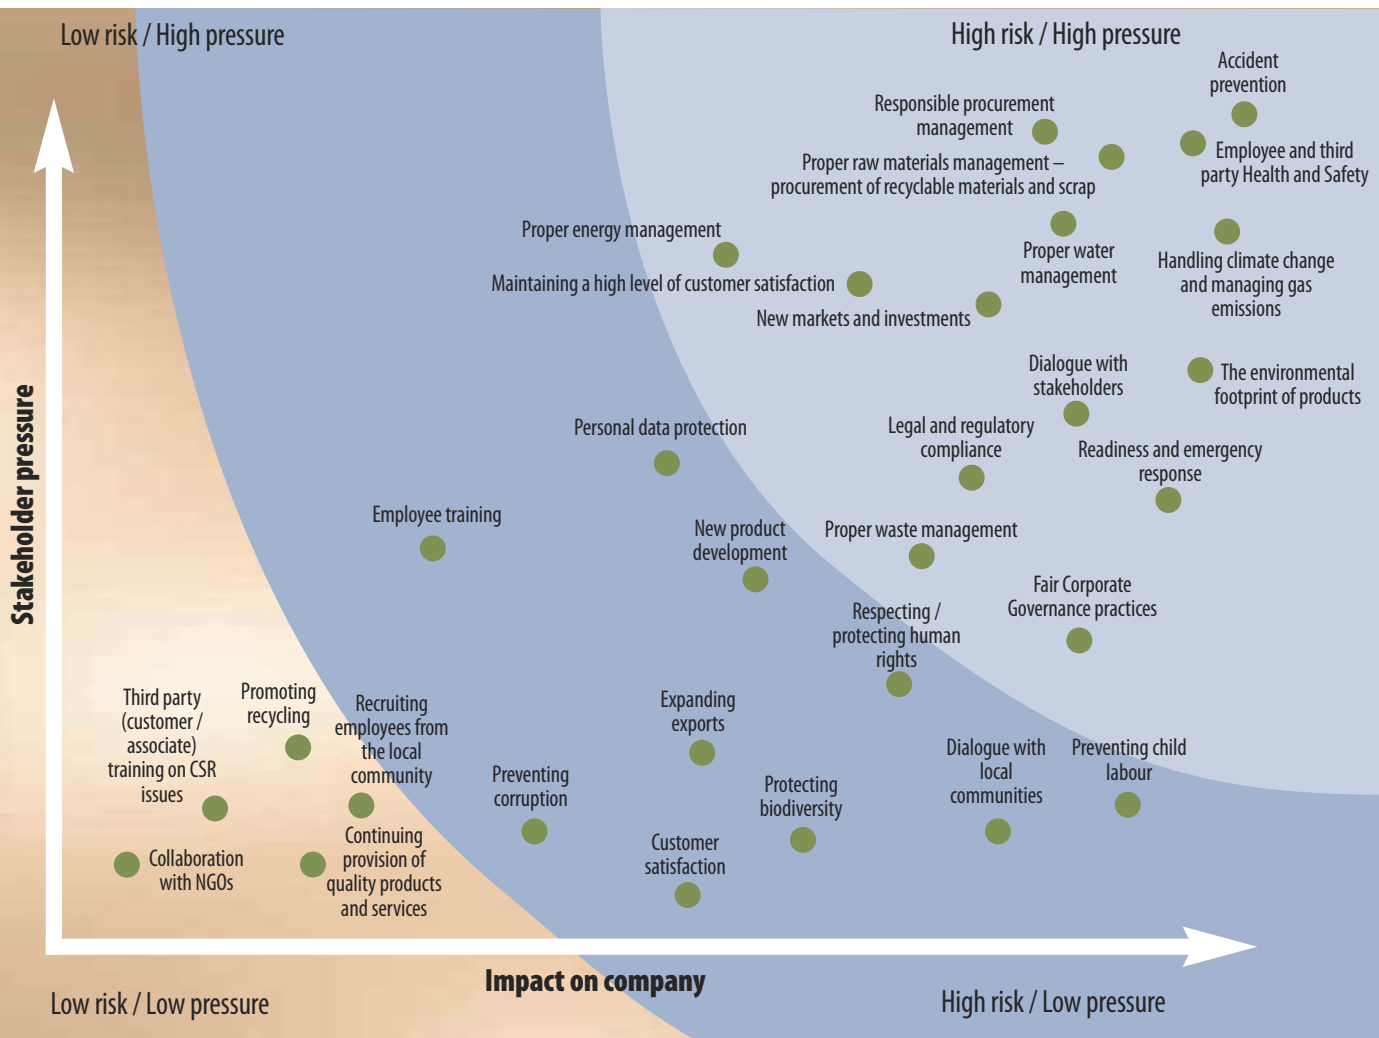 Low risk / High pressure
High risk / High pressure
Accident
prevention
Responsible procurement
management
Employee and third
party Health and Safety
Proper raw materials management –
procurement of recyclable materials and scrap
Proper energy management
Proper water
management
Handling climate change
and managing gas
emissions
Maintaining a high level of customer satisfaction
New markets and investments
Dialogue with
stakeholders
The environmental
footprint of products
Stakeholder pressure
Personal data protection
Legal and regulatory
compliance
Readiness and emergency
response
Employee training
New product
development
Proper waste management
Fair Corporate
Governance practices
Respecting /
protecting human
rights
Third party
(customer /
associate)
training on CSR
issues
Promoting
recycling
Recruiting
employees from
the local
community
Expanding
exports
Dialogue with
local
communities
Preventing child
labour
Preventing
corruption
Protecting
biodiversity
Collaboration
with NGOs
Continuing
provision of
quality products
and services
Customer
satisfaction
Impact on company
Low risk / Low pressure
High risk / Low pressure